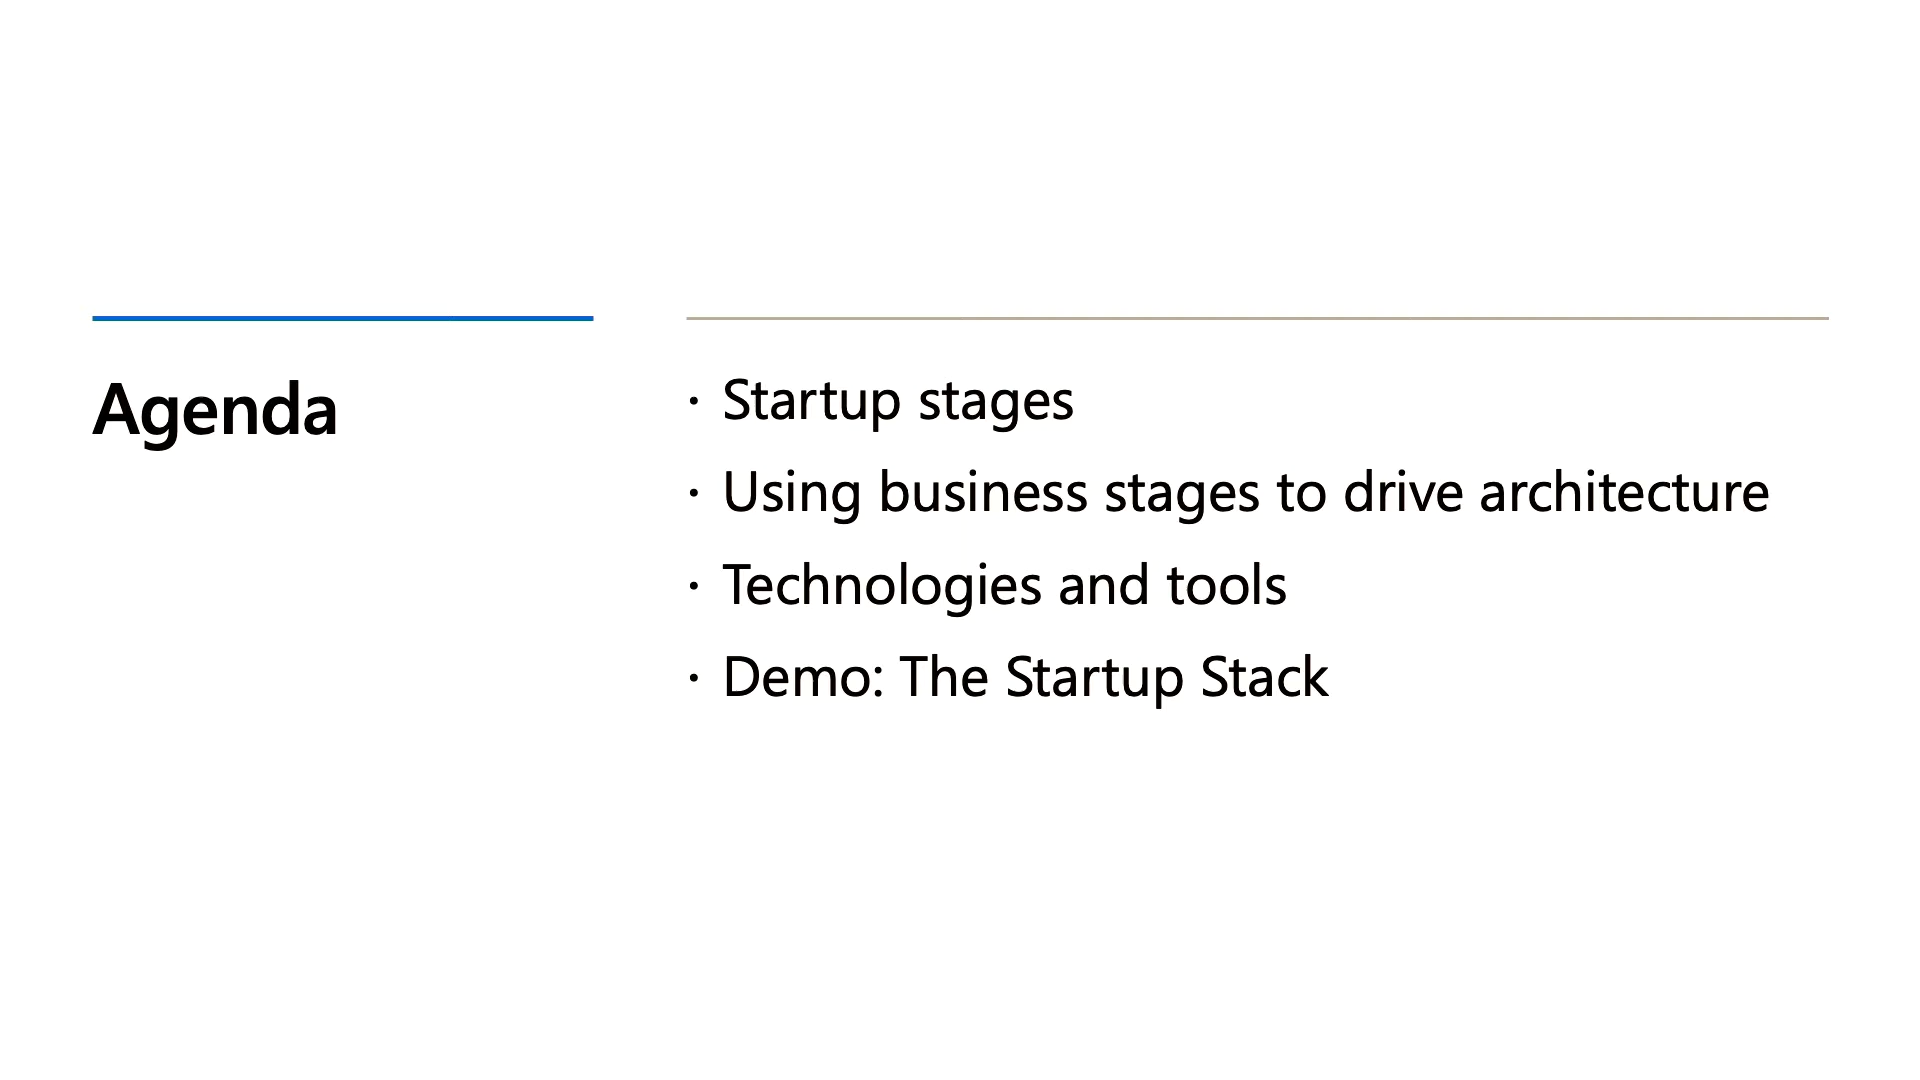 Agenda
· Startup stages
· Using business stages to drive architecture
· Technologies and tools
· Demo: The Startup Stack